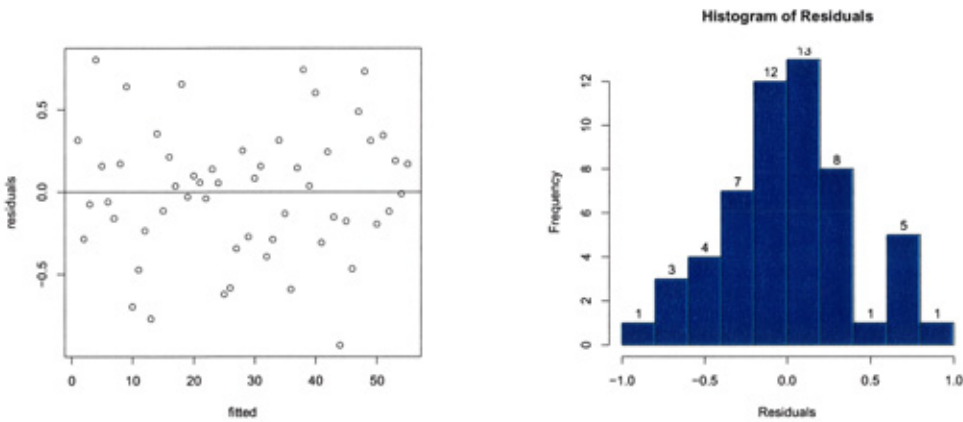 Histogram of Residuals
residuals
0.5
0.0
−0.5
0 10 20 30 40 50
fitted
Frequency
12
10
8
6
4
2
0
1 3 4 7 12 13 8 1 5 1
−1.0 −0.5 0.0 0.5 1.0
Residuals